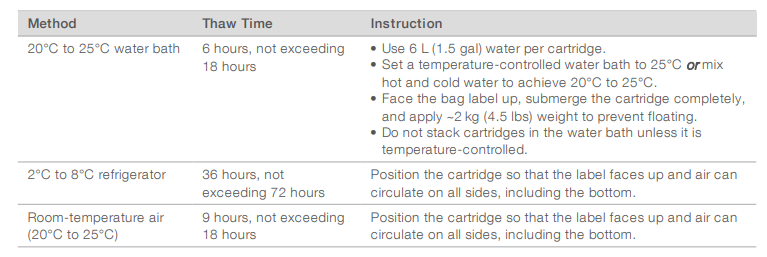 Method Thaw Time Instruction
20°C to 25°C water bath 6 hours, not exceeding • Use 6 L (1.5 gal) water per cartridge.
18 hours • Set a temperature-controlled water bath to 25°C or mix
hot and cold water to achieve 20°C to 25°C.
• Face the bag label up, submerge the cartridge completely,
and apply ~2 kg (4.5 lbs) weight to prevent floating.
• Do not stack cartridges in the water bath unless it is
temperature-controlled.
2°C to 8°C refrigerator 36 hours, not Position the cartridge so that the label faces up and air can
exceeding 72 hours circulate on all sides, including the bottom.
Room-temperature air 9 hours, not exceeding Position the cartridge so that the label faces up and air can
(20°C to 25°C) 18 hours circulate on all sides, including the bottom.